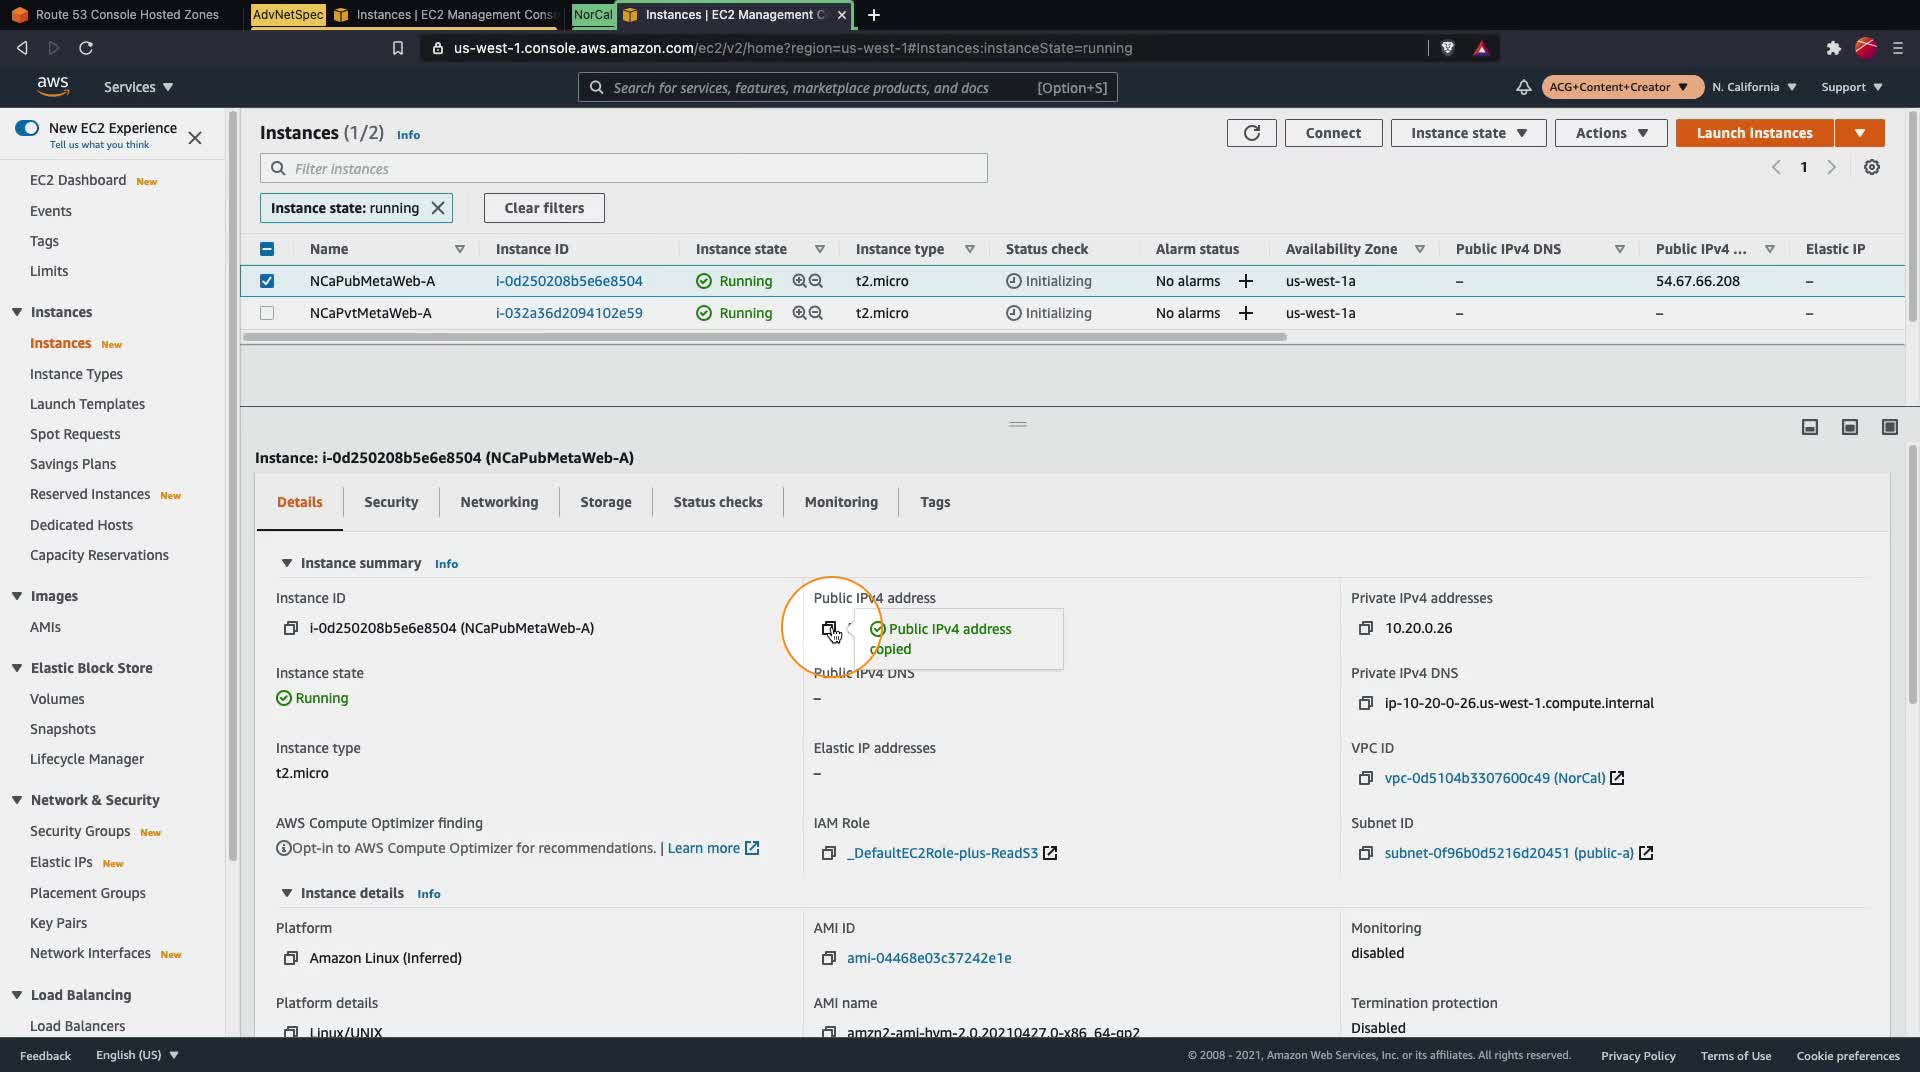 Route 53 Console Hosted Zones
AdvNetSpec
Instances | EC2 Management Cons
NorCal
Instances | EC2 Management C
us-west-1.console.aws.amazon.com/ec2/v2/home?region=us-west-1#Instances:instanceState=running
aws
Services
Search for services, features, marketplace products, and docs
[Option+S]
ACG+Content+Creator
N. California
Support
New EC2 Experience
Tell us what you think
EC2 Dashboard New
Events
Tags
Limits
Instances
Instances New
Instance Types
Launch Templates
Spot Requests
Savings Plans
Reserved Instances New
Dedicated Hosts
Capacity Reservations
Images
AMIs
Elastic Block Store
Volumes
Snapshots
Lifecycle Manager
Network & Security
Security Groups New
Elastic IPs New
Placement Groups
Key Pairs
Network Interfaces New
Load Balancing
Load Balancers
Instances (1/2) Info
Connect
Instance state
Actions
Launch instances
Filter instances
1
Instance state: running
Clear filters
Name Instance ID Instance state Instance type Status check Alarm status Availability Zone Public IPv4 DNS Public IPv4 ... Elastic IP
NCaPubMetaWeb-A i-0d250208b5e6e8504 Running t2.micro Initializing No alarms + us-west-1a – 54.67.66.208 –
NCaPvtMetaWeb-A i-032a36d2094102e59 Running t2.micro Initializing No alarms + us-west-1a – – –
Instance: i-0d250208b5e6e8504 (NCaPubMetaWeb-A)
Details Security Networking Storage Status checks Monitoring Tags
Instance summary Info
Instance ID
i-0d250208b5e6e8504 (NCaPubMetaWeb-A)
Public IPv4 address
Public IPv4 address
copied
Private IPv4 addresses
10.20.0.26
Instance state
Running
Public IPv4 DNS
–
Private IPv4 DNS
ip-10-20-0-26.us-west-1.compute.internal
Instance type
t2.micro
Elastic IP addresses
–
VPC ID
vpc-0d5104b3307600c49 (NorCal)
AWS Compute Optimizer finding
Opt-in to AWS Compute Optimizer for recommendations. | Learn more
IAM Role
_DefaultEC2Role-plus-ReadS3
Subnet ID
subnet-0f96b0d5216d20451 (public-a)
Instance details Info
Platform
Amazon Linux (Inferred)
AMI ID
ami-04468e03c37242e1e
Monitoring
disabled
Platform details
Linux/UNIX
AMI name
amzn2-ami-hvm-2.0.20210427.0-x86_64-gp2
Termination protection
Disabled
Feedback
English (US)
© 2008 - 2021, Amazon Web Services, Inc. or its affiliates. All rights reserved.
Privacy Policy
Terms of Use
Cookie preferences